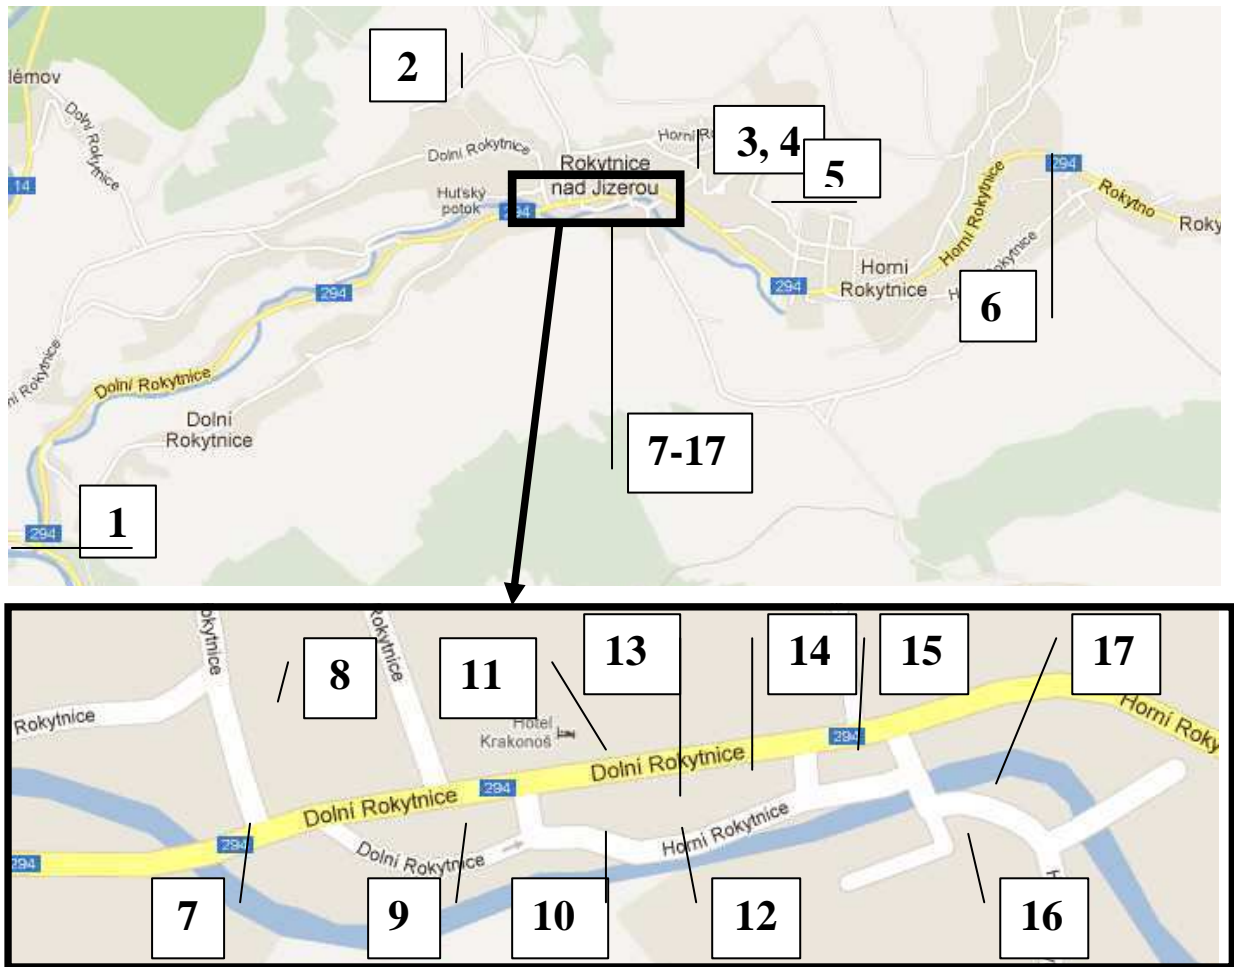 2
lémov
Dolní Rokytnice
Dolní Rokytnice
Horní Ro
3, 4
5
Rokytnice
nad Jizerou
294
14
Huťský
potok
294
Rokytno
Roky
Horní Rokytnice
294
294
Horní
Rokytnice
6
Dolní Rokytnice
Dolní
Rokytnice
7-17
294
1
8
11
13
14
15
17
Rokytnice
Hotel
Krakonoš
294
Dolní Rokytnice
Horní Roky
294
Dolní Rokytnice
294
294
Dolní Rokytnice
Horní Rokytnice
7
9
10
12
16